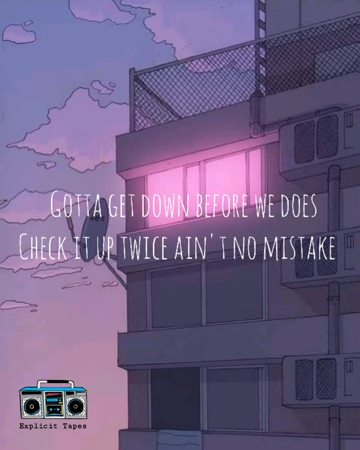 Gotta get down before we does
Check it up twice ain't no mistake
Explicit Tapes